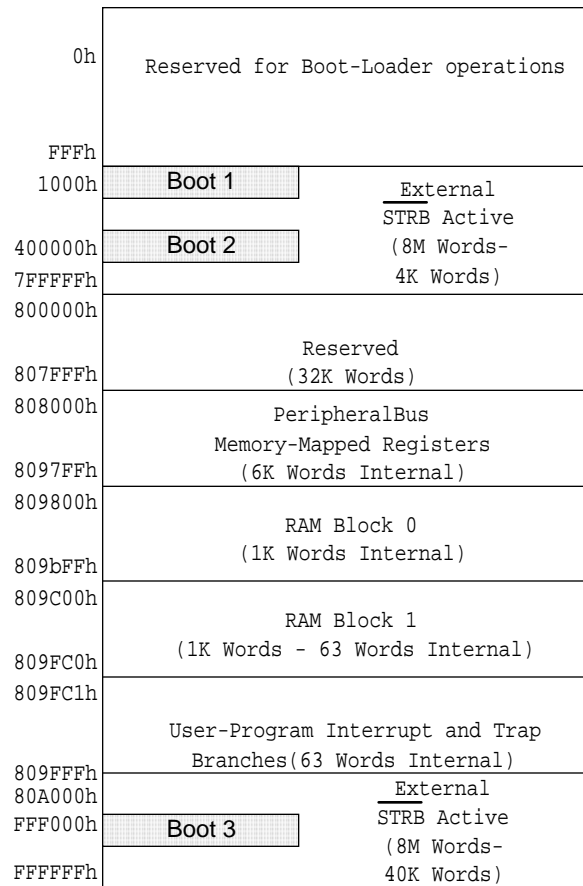 0h
Reserved for Boot-Loader operations
FFFh
1000h
Boot 1
External
STRB Active
400000h
Boot 2
(8M Words-
7FFFFFh
4K Words)
800000h
Reserved
807FFFh
(32K Words)
808000h
PeripheralBus
Memory-Mapped Registers
8097FFh
(6K Words Internal)
809800h
RAM Block 0
(1K Words Internal)
809bFFh
809C00h
RAM Block 1
(1K Words - 63 Words Internal)
809FC0h
809FC1h
User-Program Interrupt and Trap
Branches(63 Words Internal)
809FFFh
80A000h
External
FFF000h
Boot 3
STRB Active
(8M Words-
FFFFFFh
40K Words)